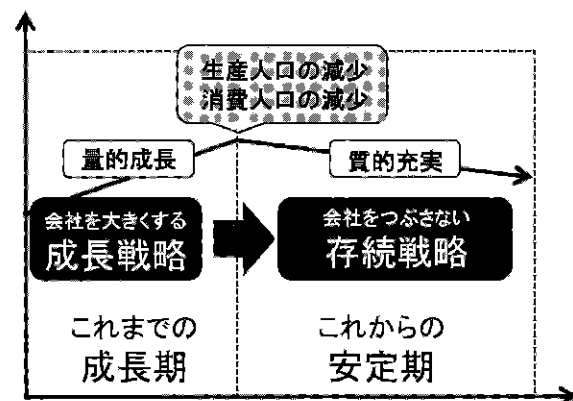 生産人口の減少
消費人口の減少
量的成長
質的充実
会社を大きくする
成長戦略
会社をつぶさない
存続戦略
これまでの
成長期
これからの
安定期